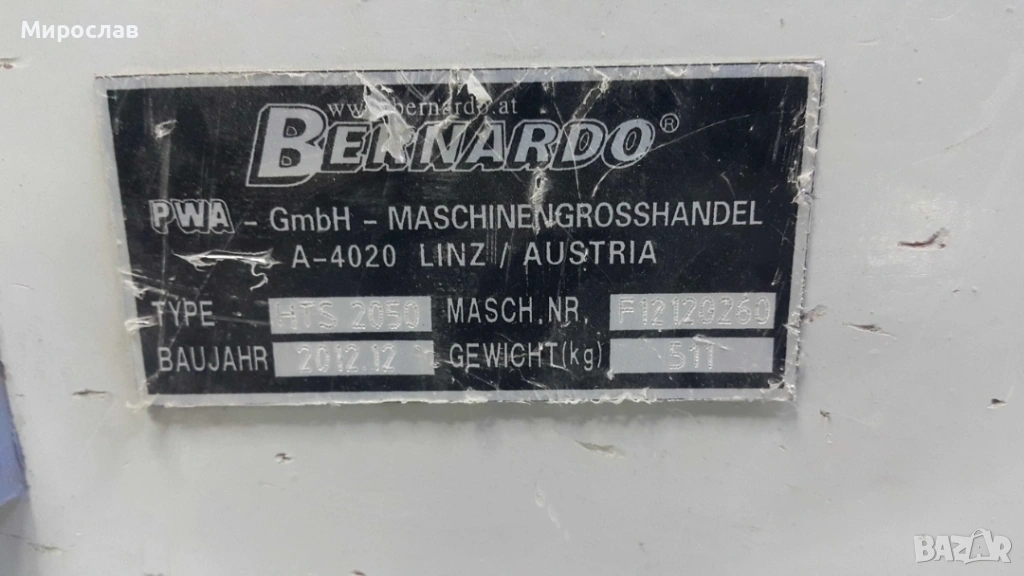 Мирослав
www.bernardo.at
BERNARDO®
PWA - GmbH - MASCHINENGROSSHANDEL
A-4020 LINZ / AUSTRIA
TYPE HTS 2050 MASCH.NR. F12120260
BAUJAHR 2012.12 GEWICHT(kg) 511
BAZAR